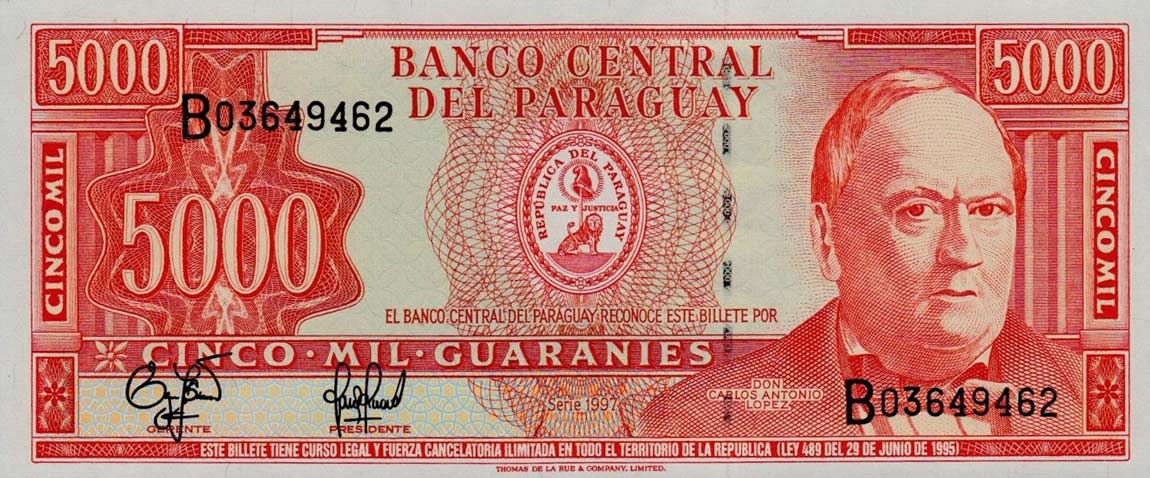 5000
5000
BANCO CENTRAL
DEL PARAGUAY
B03649462
CINCO MIL
5000
REPÚBLICA DEL PARAGUAY
PAZ Y JUSTICIA
CINCO MIL
EL BANCO CENTRAL DEL PARAGUAY RECONOCE ESTE BILLETE POR
CINCO·MIL·GUARANIES
GERENTE
PRESIDENTE
Serie 1997
DON
CARLOS ANTONIO
LOPEZ
B03649462
ESTE BILLETE TIENE CURSO LEGAL Y FUERZA CANCELATORIA ILIMITADA EN TODO EL TERRITORIO DE LA REPUBLICA (LEY 489 DEL 29 DE JUNIO DE 1995)
THOMAS DE LA RUE & COMPANY, LIMITED.